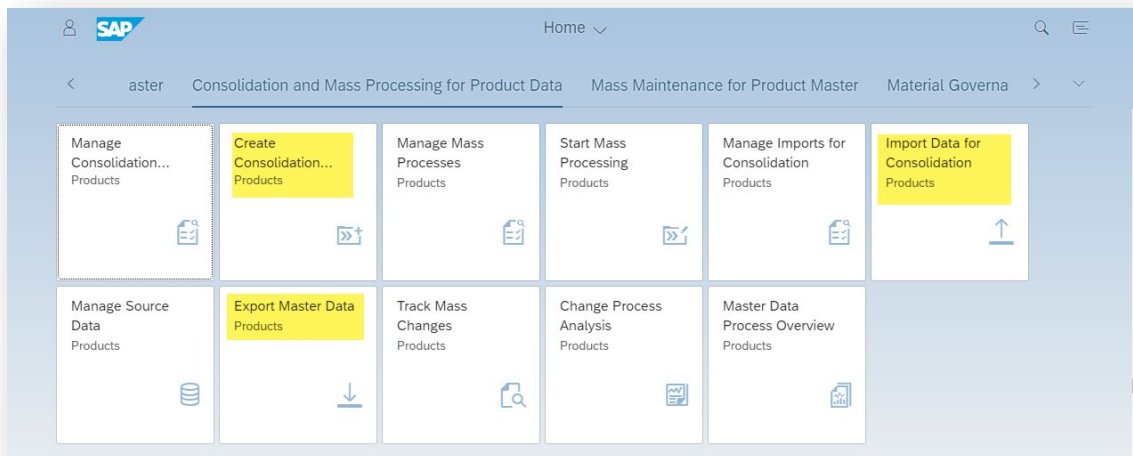 SAP
Home
aster
Consolidation and Mass Processing for Product Data
Mass Maintenance for Product Master
Material Governa
Manage
Consolidation...
Products
Create
Consolidation...
Products
Manage Mass
Processes
Products
Start Mass
Processing
Products
Manage Imports for
Consolidation
Products
Import Data for
Consolidation
Products
Manage Source
Data
Products
Export Master Data
Products
Track Mass
Changes
Products
Change Process
Analysis
Products
Master Data
Process Overview
Products